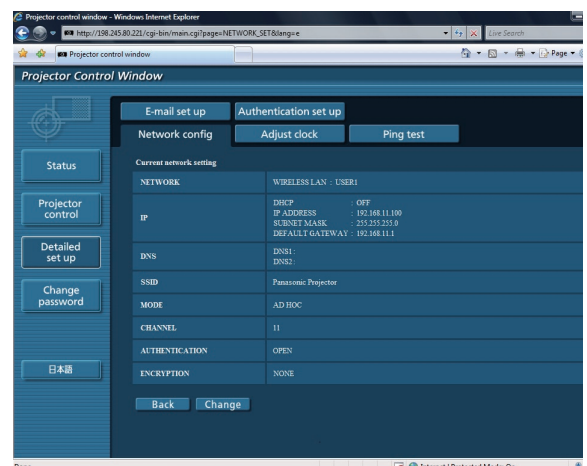 Projector control window - Windows Internet Explorer
http://198.245.80.221/cgi-bin/main.cgi?page=NETWORK_SET&lang=e
Live Search
Projector control window
Page
Projector Control Window
E-mail set up
Authentication set up
Network config
Adjust clock
Ping test
Status
Projector
control
Detailed
set up
Change
password
日本語
Current network setting
NETWORK WIRELESS LAN : USER1
IP
DHCP : OFF
IP ADDRESS : 192.168.11.100
SUBNET MASK : 255.255.255.0
DEFAULT GATEWAY : 192.168.11.1
DNS
DNS1:
DNS2:
SSID Panasonic Projector
MODE AD HOC
CHANNEL 11
AUTHENTICATION OPEN
ENCRYPTION NONE
Back Change